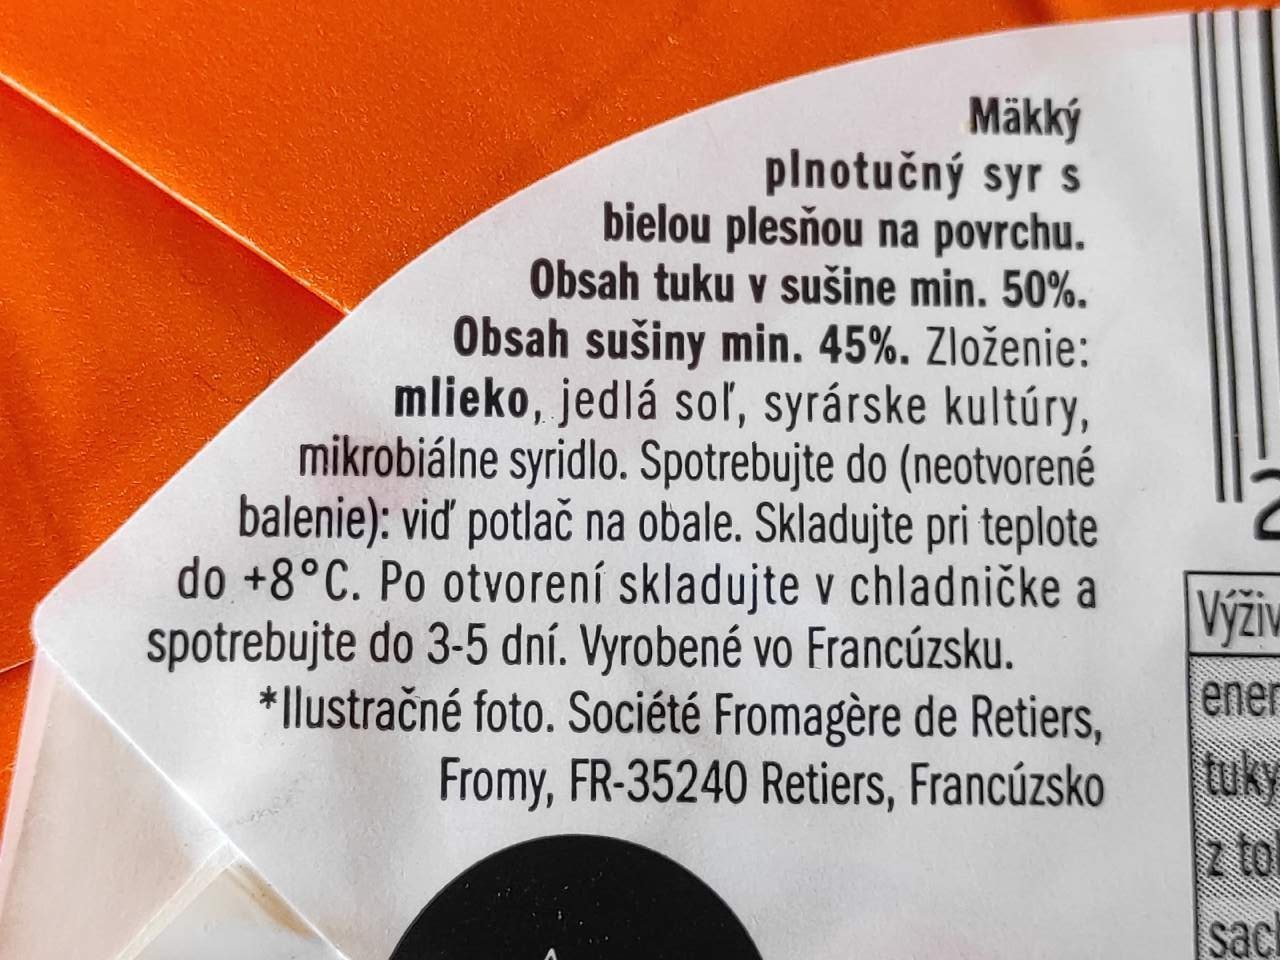 Mäkký
plnotučný syr s
bielou plesňou na povrchu.
Obsah tuku v sušine min. 50%.
Obsah sušiny min. 45%. Zloženie:
mlieko, jedlá soľ, syrárske kultúry,
mikrobiálne syridlo. Spotrebujte do (neotvorené
balenie): viď potlač na obale. Skladujte pri teplote
do +8°C. Po otvorení skladujte v chladničke a
spotrebujte do 3-5 dní. Vyrobené vo Francúzsku.
*Ilustračné foto. Société Fromagère de Retiers,
Fromy, FR-35240 Retiers, Francúzsko
2
tuky